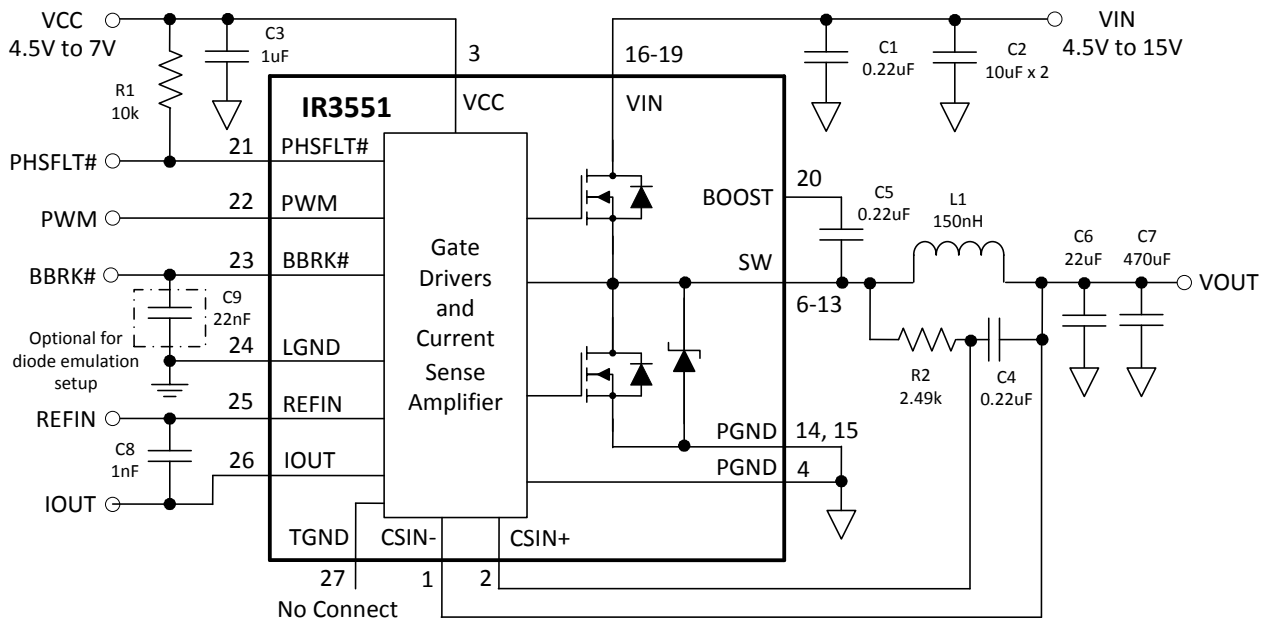 VCC
4.5V to 7V
C3
1uF
3
16-19
C1
0.22uF
C2
10uF x 2
VIN
4.5V to 15V
R1
10k
IR3551
VCC
VIN
PHSFLT#
21
PHSFLT#
PWM
22
PWM
BBRK#
23
BBRK#
C9
22nF
Optional for
diode emulation
setup
24
LGND
REFIN
25
REFIN
C8
1nF
26
IOUT
IOUT
Gate
Drivers
and
Current
Sense
Amplifier
BOOST
20
C5
0.22uF
L1
150nH
SW
6-13
C6
22uF
C7
470uF
VOUT
R2
2.49k
C4
0.22uF
PGND
14, 15
PGND
4
TGND
CSIN-
CSIN+
27
1
2
No Connect